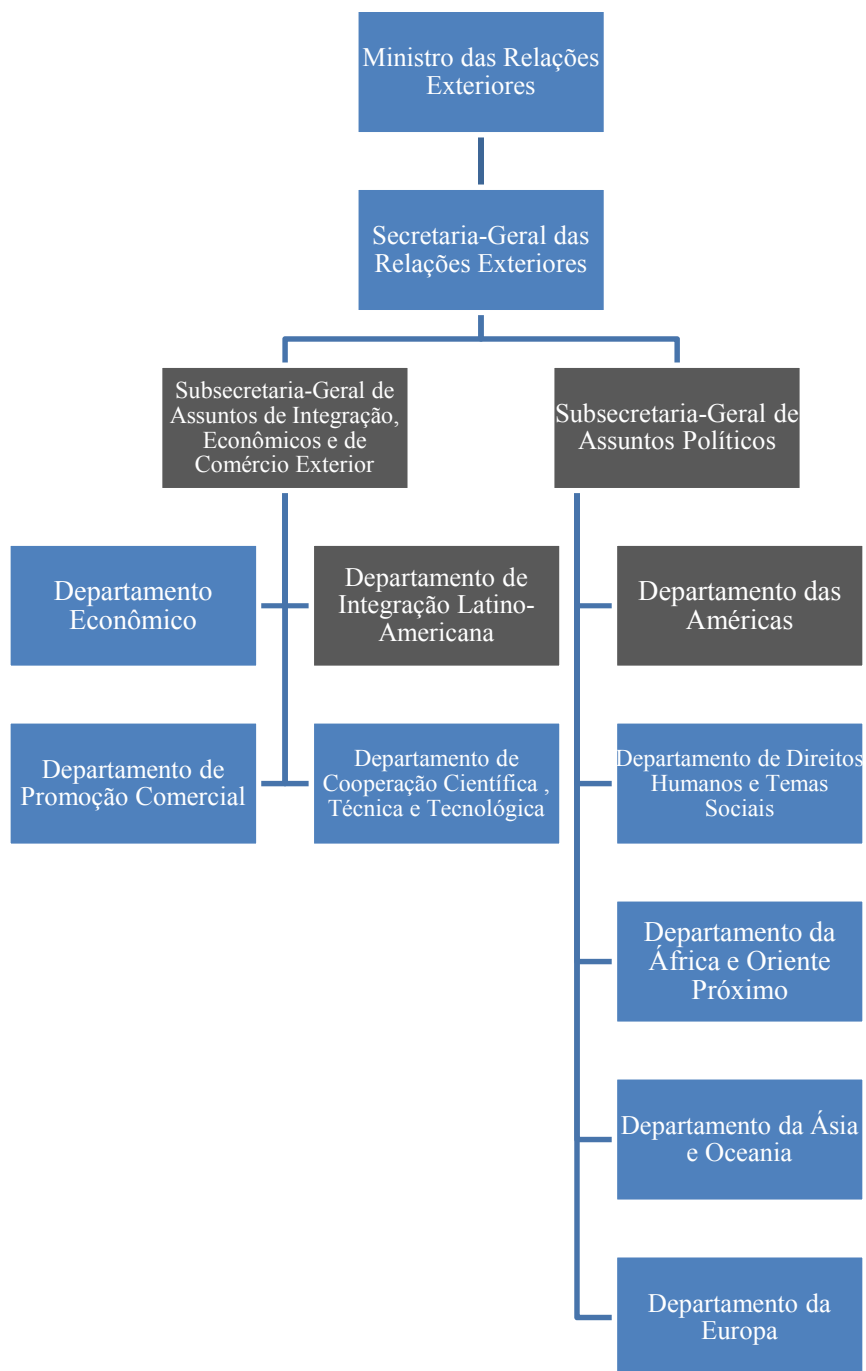 Ministro das Relações
Exteriores
Secretaria-Geral das
Relações Exteriores
Subsecretaria-Geral de
Assuntos de Integração,
Econômicos e de
Comércio Exterior
Subsecretaria-Geral de
Assuntos Políticos
Departamento
Econômico
Departamento de
Integração Latino-
Americana
Departamento das
Américas
Departamento de
Promoção Comercial
Departamento de
Cooperação Científica ,
Técnica e Tecnológica
Departamento de Direitos
Humanos e Temas
Sociais
Departamento da
África e Oriente
Próximo
Departamento da Ásia
e Oceania
Departamento da
Europa